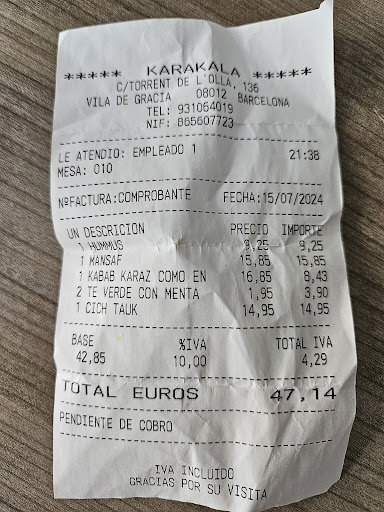 ***** KARAKALA *****
C/TORRENT DE L'OLLA, 136
VILA DE GRACIA 08012 BARCELONA
TEL: 931064019
NIF: B65607723
LE ATENDIO: EMPLEADO 1 21:38
MESA: 010
NºFACTURA:COMPROBANTE FECHA:15/07/2024
UN DESCRICION PRECIO IMPORTE
1 HUMMUS 9,25 9,25
1 MANSAF 15,85 15,85
1 KABAB KARAZ COMO EN 16,85 8,43
2 TE VERDE CON MENTA 1,95 3,90
1 CICH TAUK 14,95 14,95
BASE %IVA TOTAL IVA
42,85 10,00 4,29
TOTAL EUROS 47,14
PENDIENTE DE COBRO
IVA INCLUIDO
GRACIAS POR SU VISITA